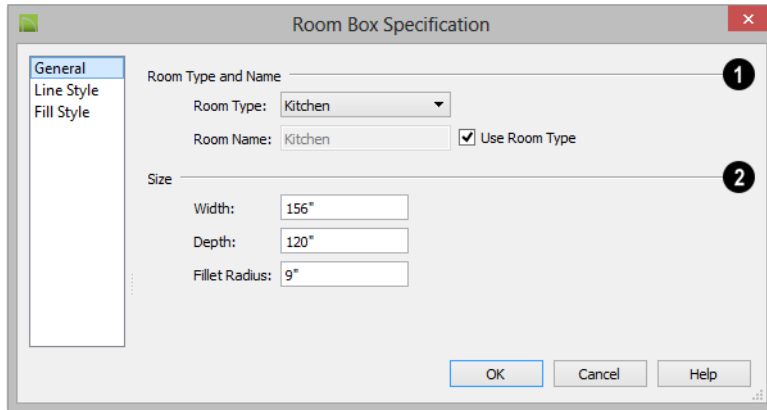 Room Box Specification
General
Line Style
Fill Style
Room Type and Name
1
Room Type: Kitchen
Room Name: Kitchen Use Room Type
Size
2
Width: 156"
Depth: 120"
Fillet Radius: 9"
OK Cancel Help